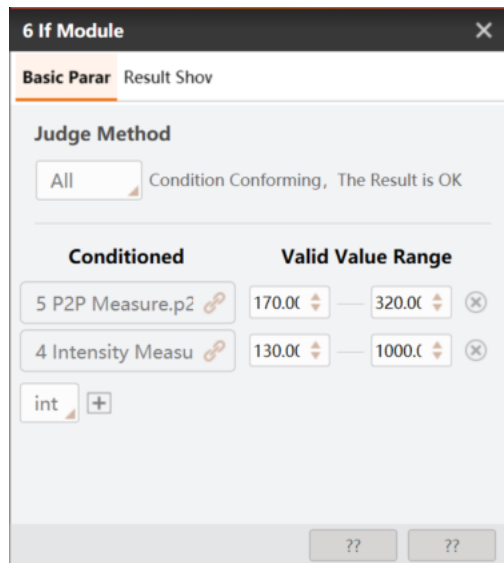 6 If Module
Basic Parar Result Shov
Judge Method
All Condition Conforming, The Result is OK
Conditioned Valid Value Range
5 P2P Measure.p2 170.0( 320.0(
4 Intensity Measu 130.0( 1000.(
int
?? ??